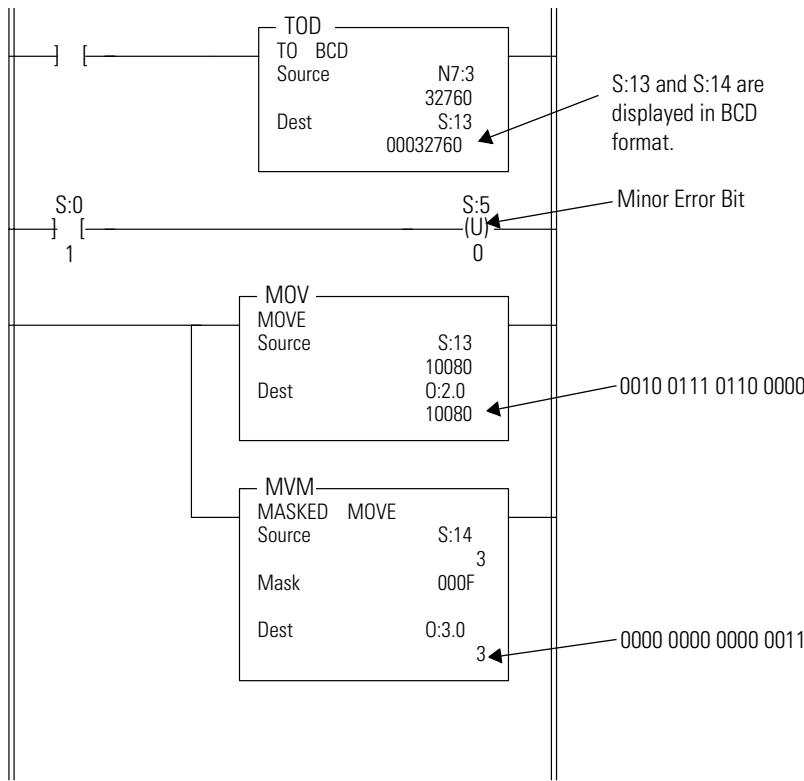 TOD
TO BCD
Source N7:3
32760
Dest S:13
00032760
S:13 and S:14 are
displayed in BCD
format.
] [
S:0
] [
1
S:5
(U)
0
Minor Error Bit
MOV
MOVE
Source S:13
10080
Dest O:2.0
10080
0010 0111 0110 0000
MVM
MASKED MOVE
Source S:14
3
Mask 000F
Dest O:3.0
3
0000 0000 0000 0011